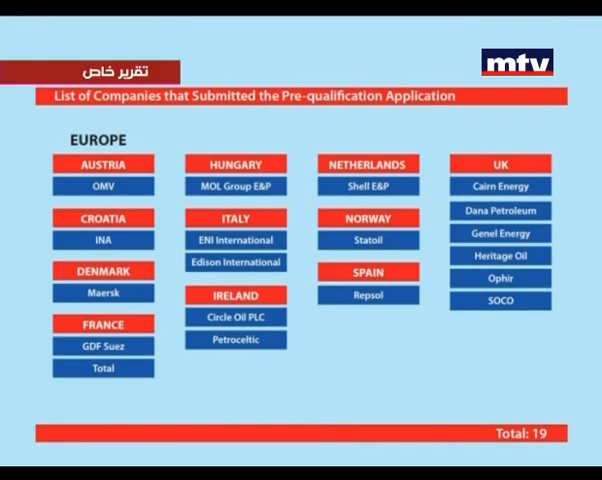 تقرير خاص
mtv
List of Companies that Submitted the Pre-qualification Application
EUROPE
AUSTRIA
OMV
CROATIA
INA
DENMARK
Maersk
FRANCE
GDF Suez
Total
HUNGARY
MOL Group E&P
ITALY
ENI International
Edison International
IRELAND
Circle Oil PLC
Petroceltic
NETHERLANDS
Shell E&P
NORWAY
Statoil
SPAIN
Repsol
UK
Cairn Energy
Dana Petroleum
Genel Energy
Heritage Oil
Ophir
SOCO
Total: 19